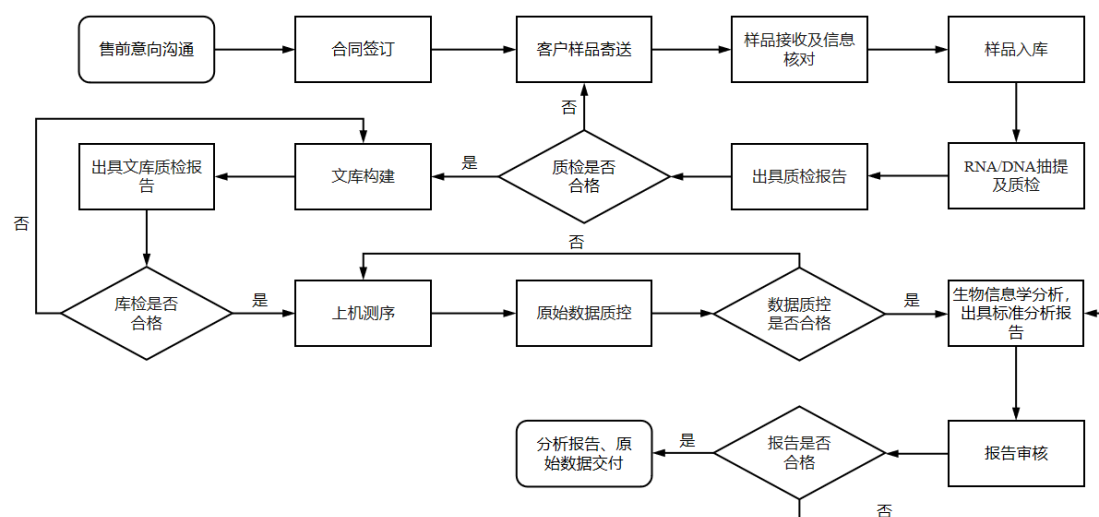 售前意向沟通
合同签订
客户样品寄送
样品接收及信息
核对
样品入库
否
出具文库质检报
告
文库构建
是
质检是否
合格
出具质检报告
RNA/DNA抽提
及质检
否
否
库检是否
合格
是
上机测序
原始数据质控
数据质控
是否合格
是
生物信息学分析，
出具标准分析报
告
分析报告、原
始数据交付
是
报告是否
合格
报告审核
否